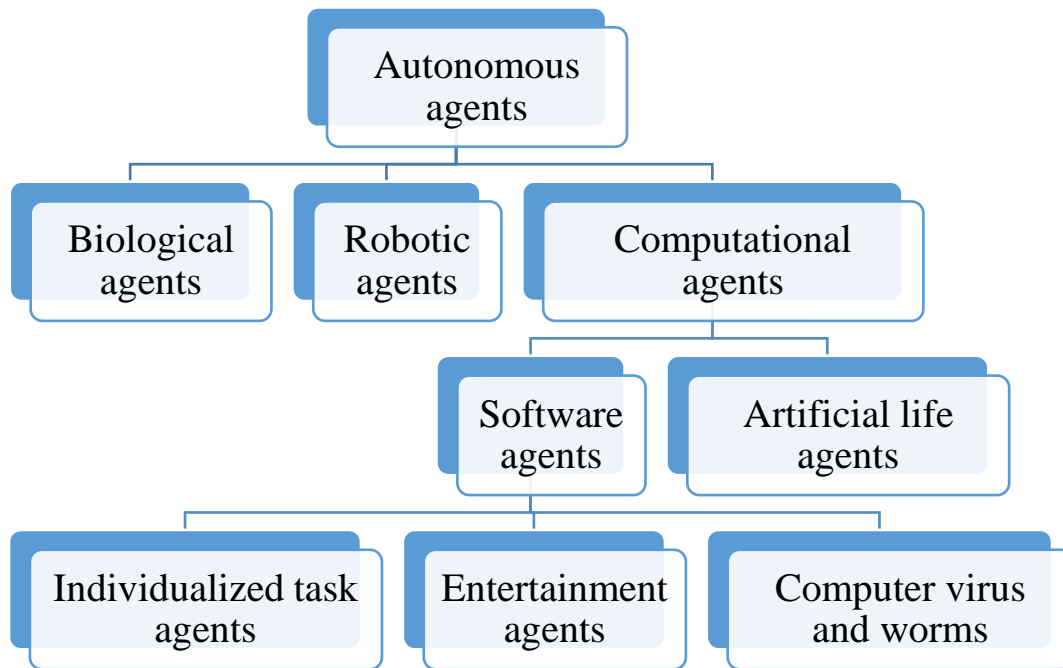 Autonomous
agents
Biological
agents
Robotic
agents
Computational
agents
Software
agents
Artificial life
agents
Individualized task
agents
Entertainment
agents
Computer virus
and worms